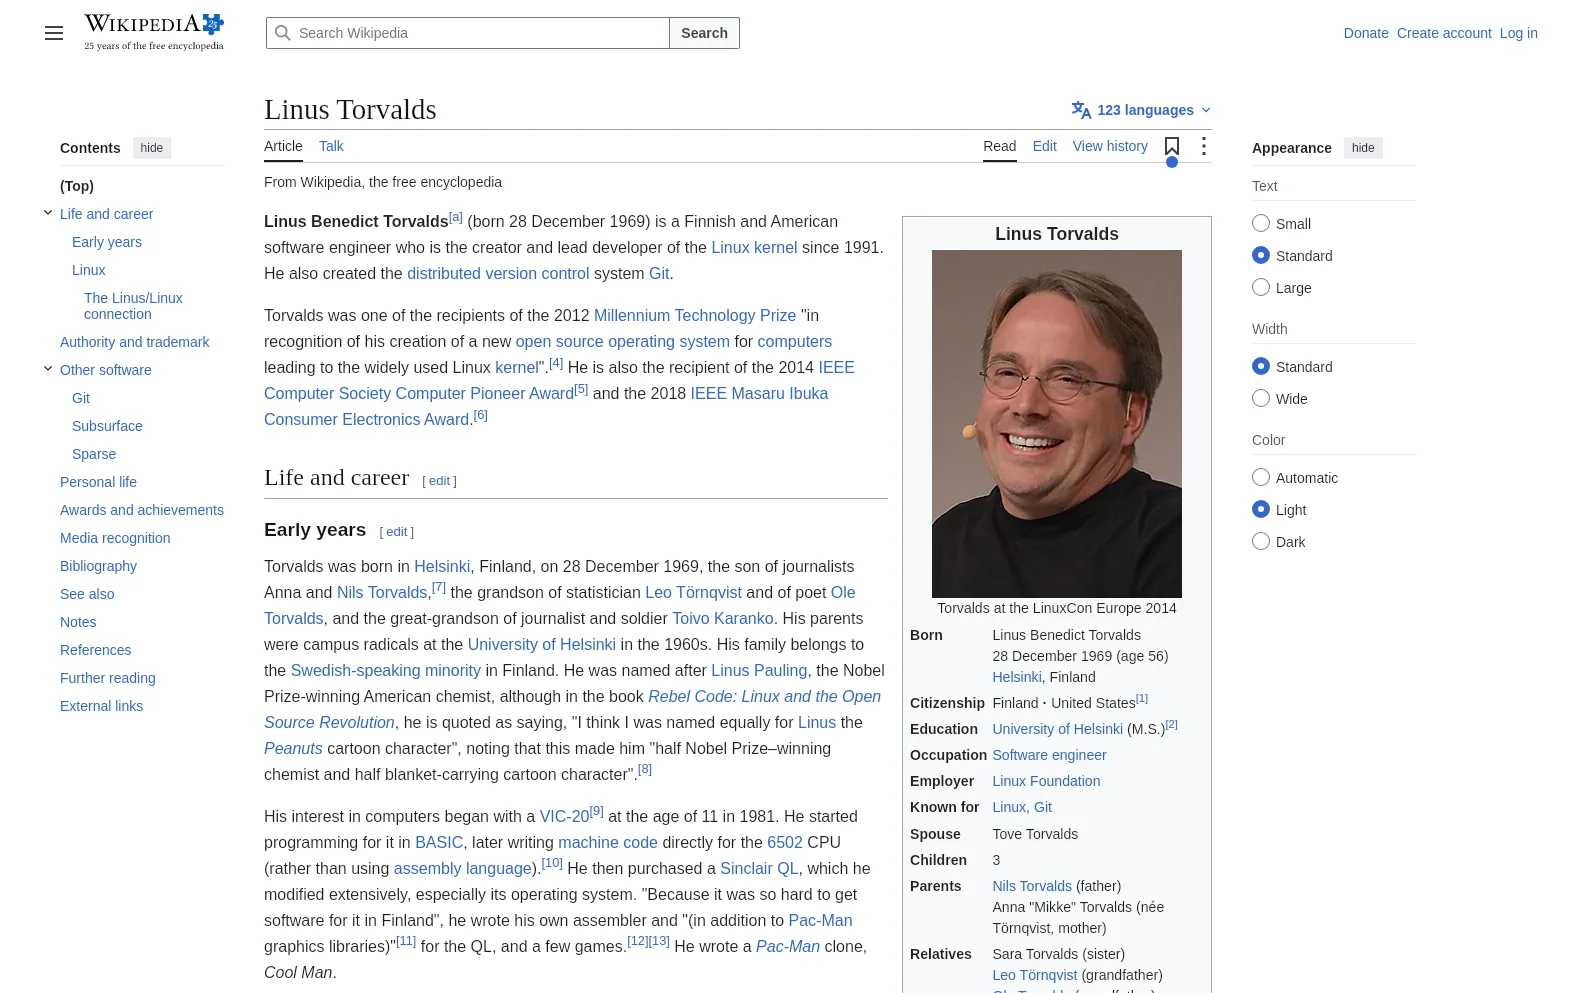 WIKIPEDIA 25
25 years of the free encyclopedia
Search Wikipedia
Search
Donate Create account Log in
Contents hide
(Top)
Life and career
Early years
Linux
The Linus/Linux
connection
Authority and trademark
Other software
Git
Subsurface
Sparse
Personal life
Awards and achievements
Media recognition
Bibliography
See also
Notes
References
Further reading
External links
Linus Torvalds
123 languages
Article Talk
Read Edit View history
From Wikipedia, the free encyclopedia
Linus Benedict Torvalds[a] (born 28 December 1969) is a Finnish and American
software engineer who is the creator and lead developer of the Linux kernel since 1991.
He also created the distributed version control system Git.
Torvalds was one of the recipients of the 2012 Millennium Technology Prize "in
recognition of his creation of a new open source operating system for computers
leading to the widely used Linux kernel".[4] He is also the recipient of the 2014 IEEE
Computer Society Computer Pioneer Award[5] and the 2018 IEEE Masaru Ibuka
Consumer Electronics Award.[6]
Life and career [ edit ]
Early years [ edit ]
Torvalds was born in Helsinki, Finland, on 28 December 1969, the son of journalists
Anna and Nils Torvalds,[7] the grandson of statistician Leo Törnqvist and of poet Ole
Torvalds, and the great-grandson of journalist and soldier Toivo Karanko. His parents
were campus radicals at the University of Helsinki in the 1960s. His family belongs to
the Swedish-speaking minority in Finland. He was named after Linus Pauling, the Nobel
Prize-winning American chemist, although in the book Rebel Code: Linux and the Open
Source Revolution, he is quoted as saying, "I think I was named equally for Linus the
Peanuts cartoon character", noting that this made him "half Nobel Prize–winning
chemist and half blanket-carrying cartoon character".[8]
His interest in computers began with a VIC-20[9] at the age of 11 in 1981. He started
programming for it in BASIC, later writing machine code directly for the 6502 CPU
(rather than using assembly language).[10] He then purchased a Sinclair QL, which he
modified extensively, especially its operating system. "Because it was so hard to get
software for it in Finland", he wrote his own assembler and "(in addition to Pac-Man
graphics libraries)"[11] for the QL, and a few games.[12][13] He wrote a Pac-Man clone,
Cool Man.
Linus Torvalds
Torvalds at the LinuxCon Europe 2014
Born Linus Benedict Torvalds
28 December 1969 (age 56)
Helsinki, Finland
Citizenship Finland · United States[1]
Education University of Helsinki (M.S.)[2]
Occupation Software engineer
Employer Linux Foundation
Known for Linux, Git
Spouse Tove Torvalds
Children 3
Parents Nils Torvalds (father)
Anna "Mikke" Torvalds (née
Törnqvist, mother)
Relatives Sara Torvalds (sister)
Leo Törnqvist (grandfather)
Appearance hide
Text
Small
Standard
Large
Width
Standard
Wide
Color
Automatic
Light
Dark